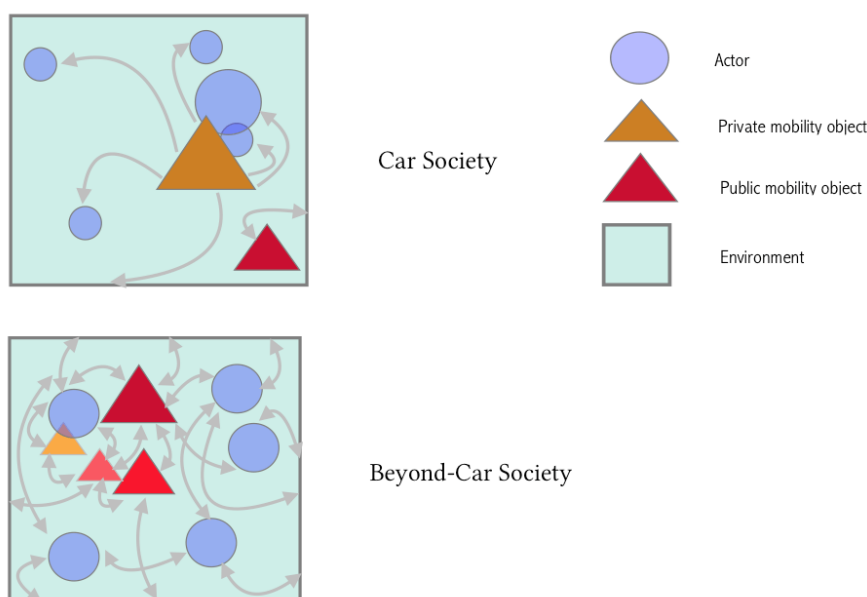 Actor
Private mobility object
Car Society
Public mobility object
Environment
Beyond-Car Society